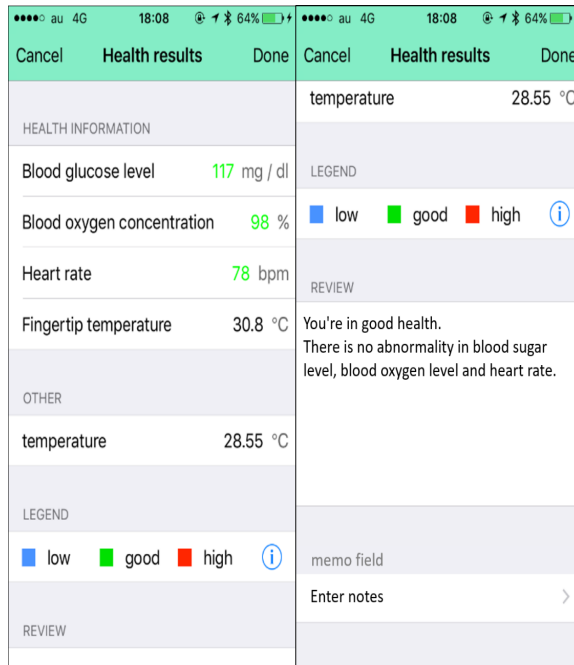 au 4G 18:08 64%
Cancel Health results Done
HEALTH INFORMATION
Blood glucose level 117 mg / dl
Blood oxygen concentration 98 %
Heart rate 78 bpm
Fingertip temperature 30.8 °C
OTHER
temperature 28.55 °C
LEGEND
low good high i
REVIEW
au 4G 18:08 64%
Cancel Health results Done
temperature 28.55 °C
LEGEND
low good high i
REVIEW
You're in good health.
There is no abnormality in blood sugar
level, blood oxygen level and heart rate.
memo field
Enter notes